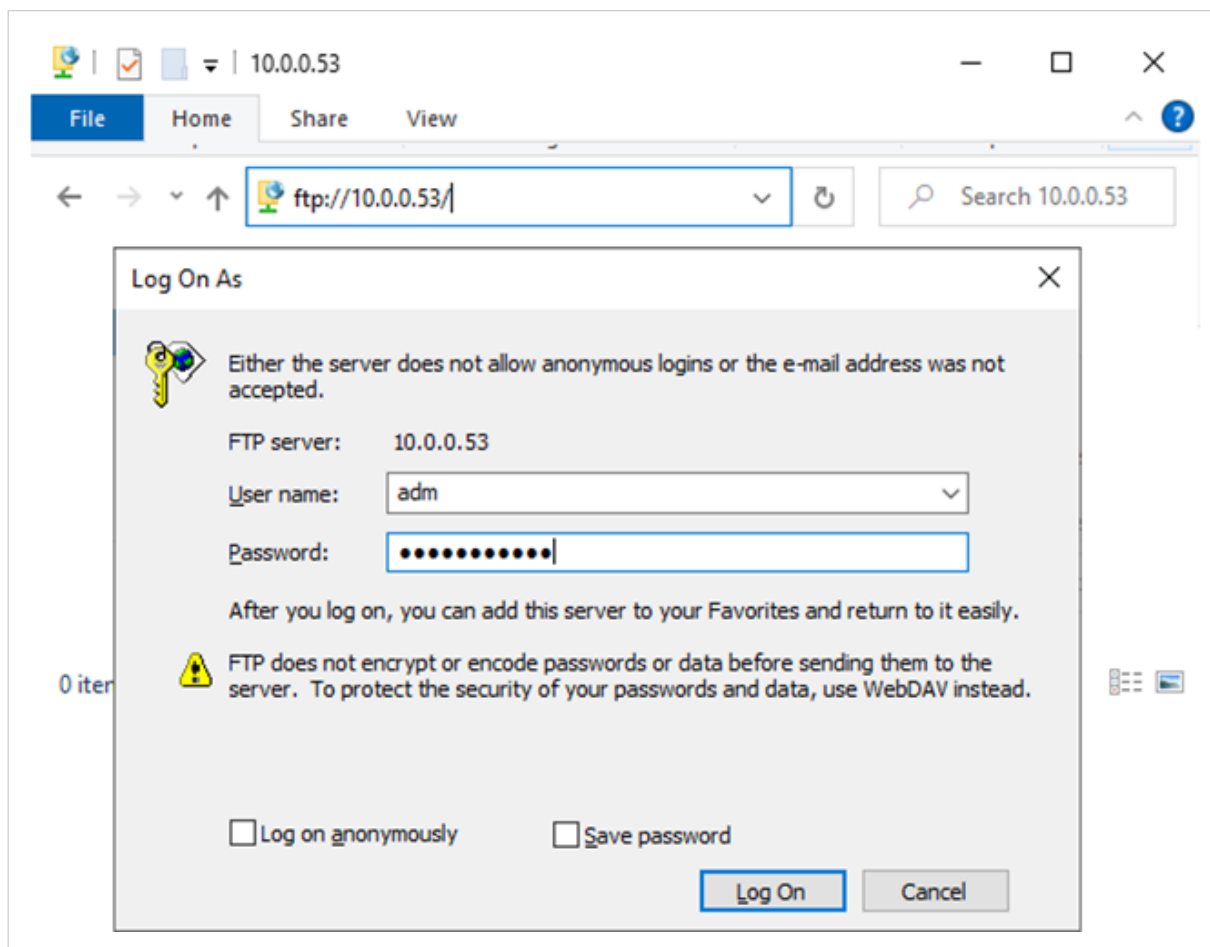 10.0.0.53
File Home Share View
ftp://10.0.0.53/
Search 10.0.0.53
Log On As
Either the server does not allow anonymous logins or the e-mail address was not
accepted.
FTP server: 10.0.0.53
User name: adm
Password: ●●●●●●●●●●●
After you log on, you can add this server to your Favorites and return to it easily.
FTP does not encrypt or encode passwords or data before sending them to the
server. To protect the security of your passwords and data, use WebDAV instead.
0 iter
Log on anonymously Save password
Log On Cancel